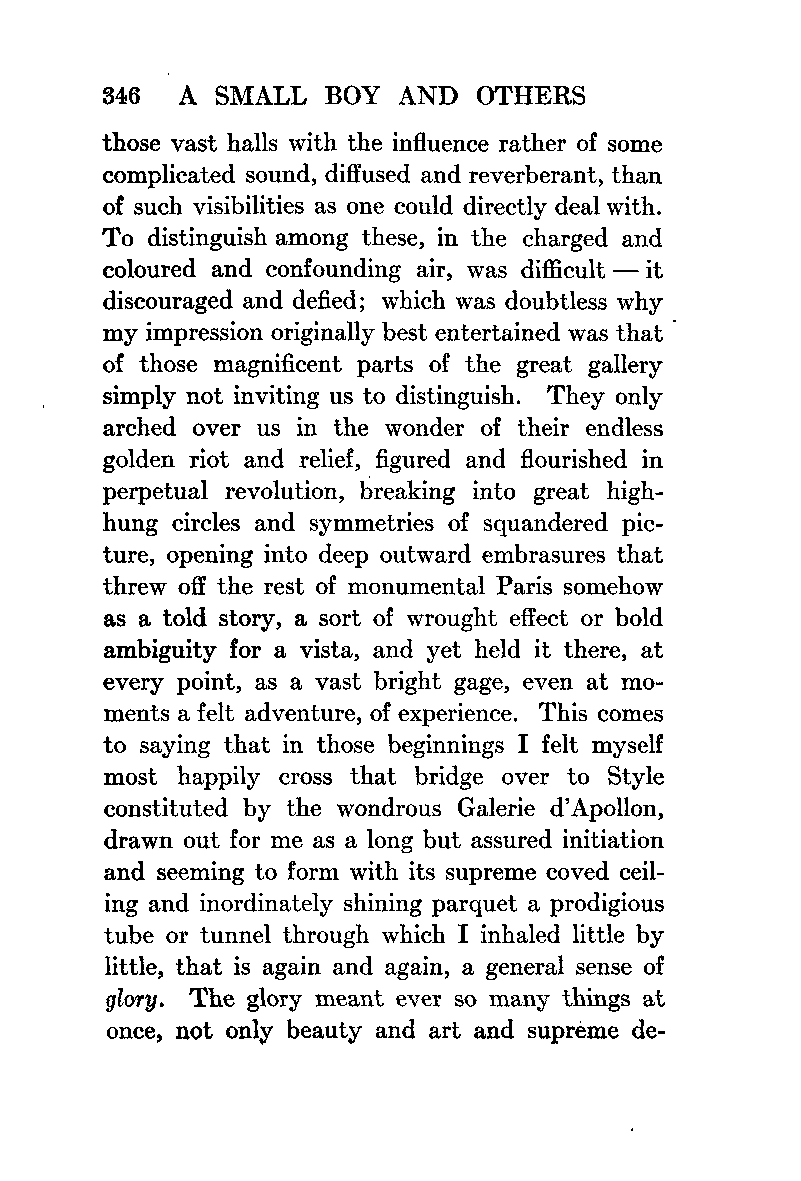 346 A SMALL BOY AND OTHERS
those vast halls with the influence rather of some
complicated sound, diffused and reverberant, than
of such visibilities as one could directly deal with.
To distinguish among these, in the charged and
coloured and confounding air, was difficult — it
discouraged and defied; which was doubtless why
my impression originally best entertained was that
of those magnificent parts of the great gallery
simply not inviting us to distinguish. They only
arched over us in the wonder of their endless
golden riot and relief, figured and flourished in
perpetual revolution, breaking into great high-
hung circles and symmetries of squandered pic-
ture, opening into deep outward embrasures that
threw off the rest of monumental Paris somehow
as a told story, a sort of wrought effect or bold
ambiguity for a vista, and yet held it there, at
every point, as a vast bright gage, even at mo-
ments a felt adventure, of experience. This comes
to saying that in those beginnings I felt myself
most happily cross that bridge over to Style
constituted by the wondrous Galerie d'Apollon,
drawn out for me as a long but assured initiation
and seeming to form with its supreme coved ceil-
ing and inordinately shining parquet a prodigious
tube or tunnel through which I inhaled little by
little, that is again and again, a general sense of
glory. The glory meant ever so many things at
once, not only beauty and art and supreme de-